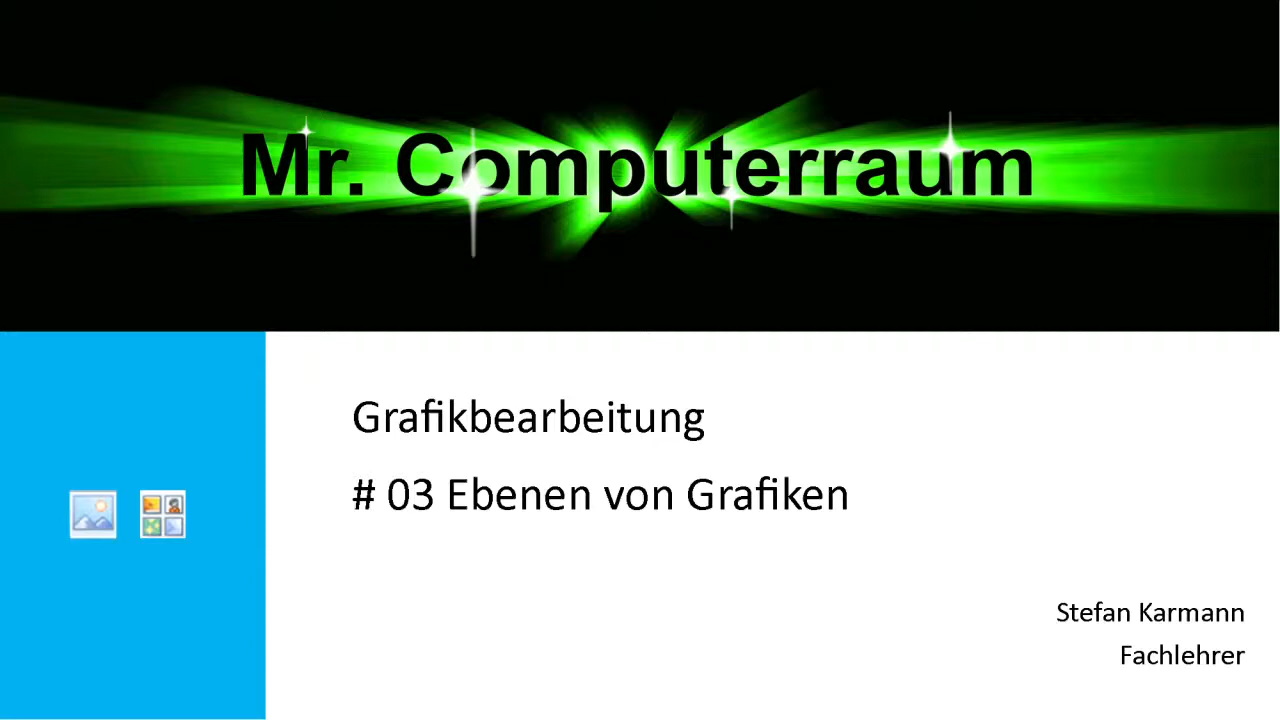 Mr. Computerraum
Grafikbearbeitung
# 03 Ebenen von Grafiken
Stefan Karmann
Fachlehrer